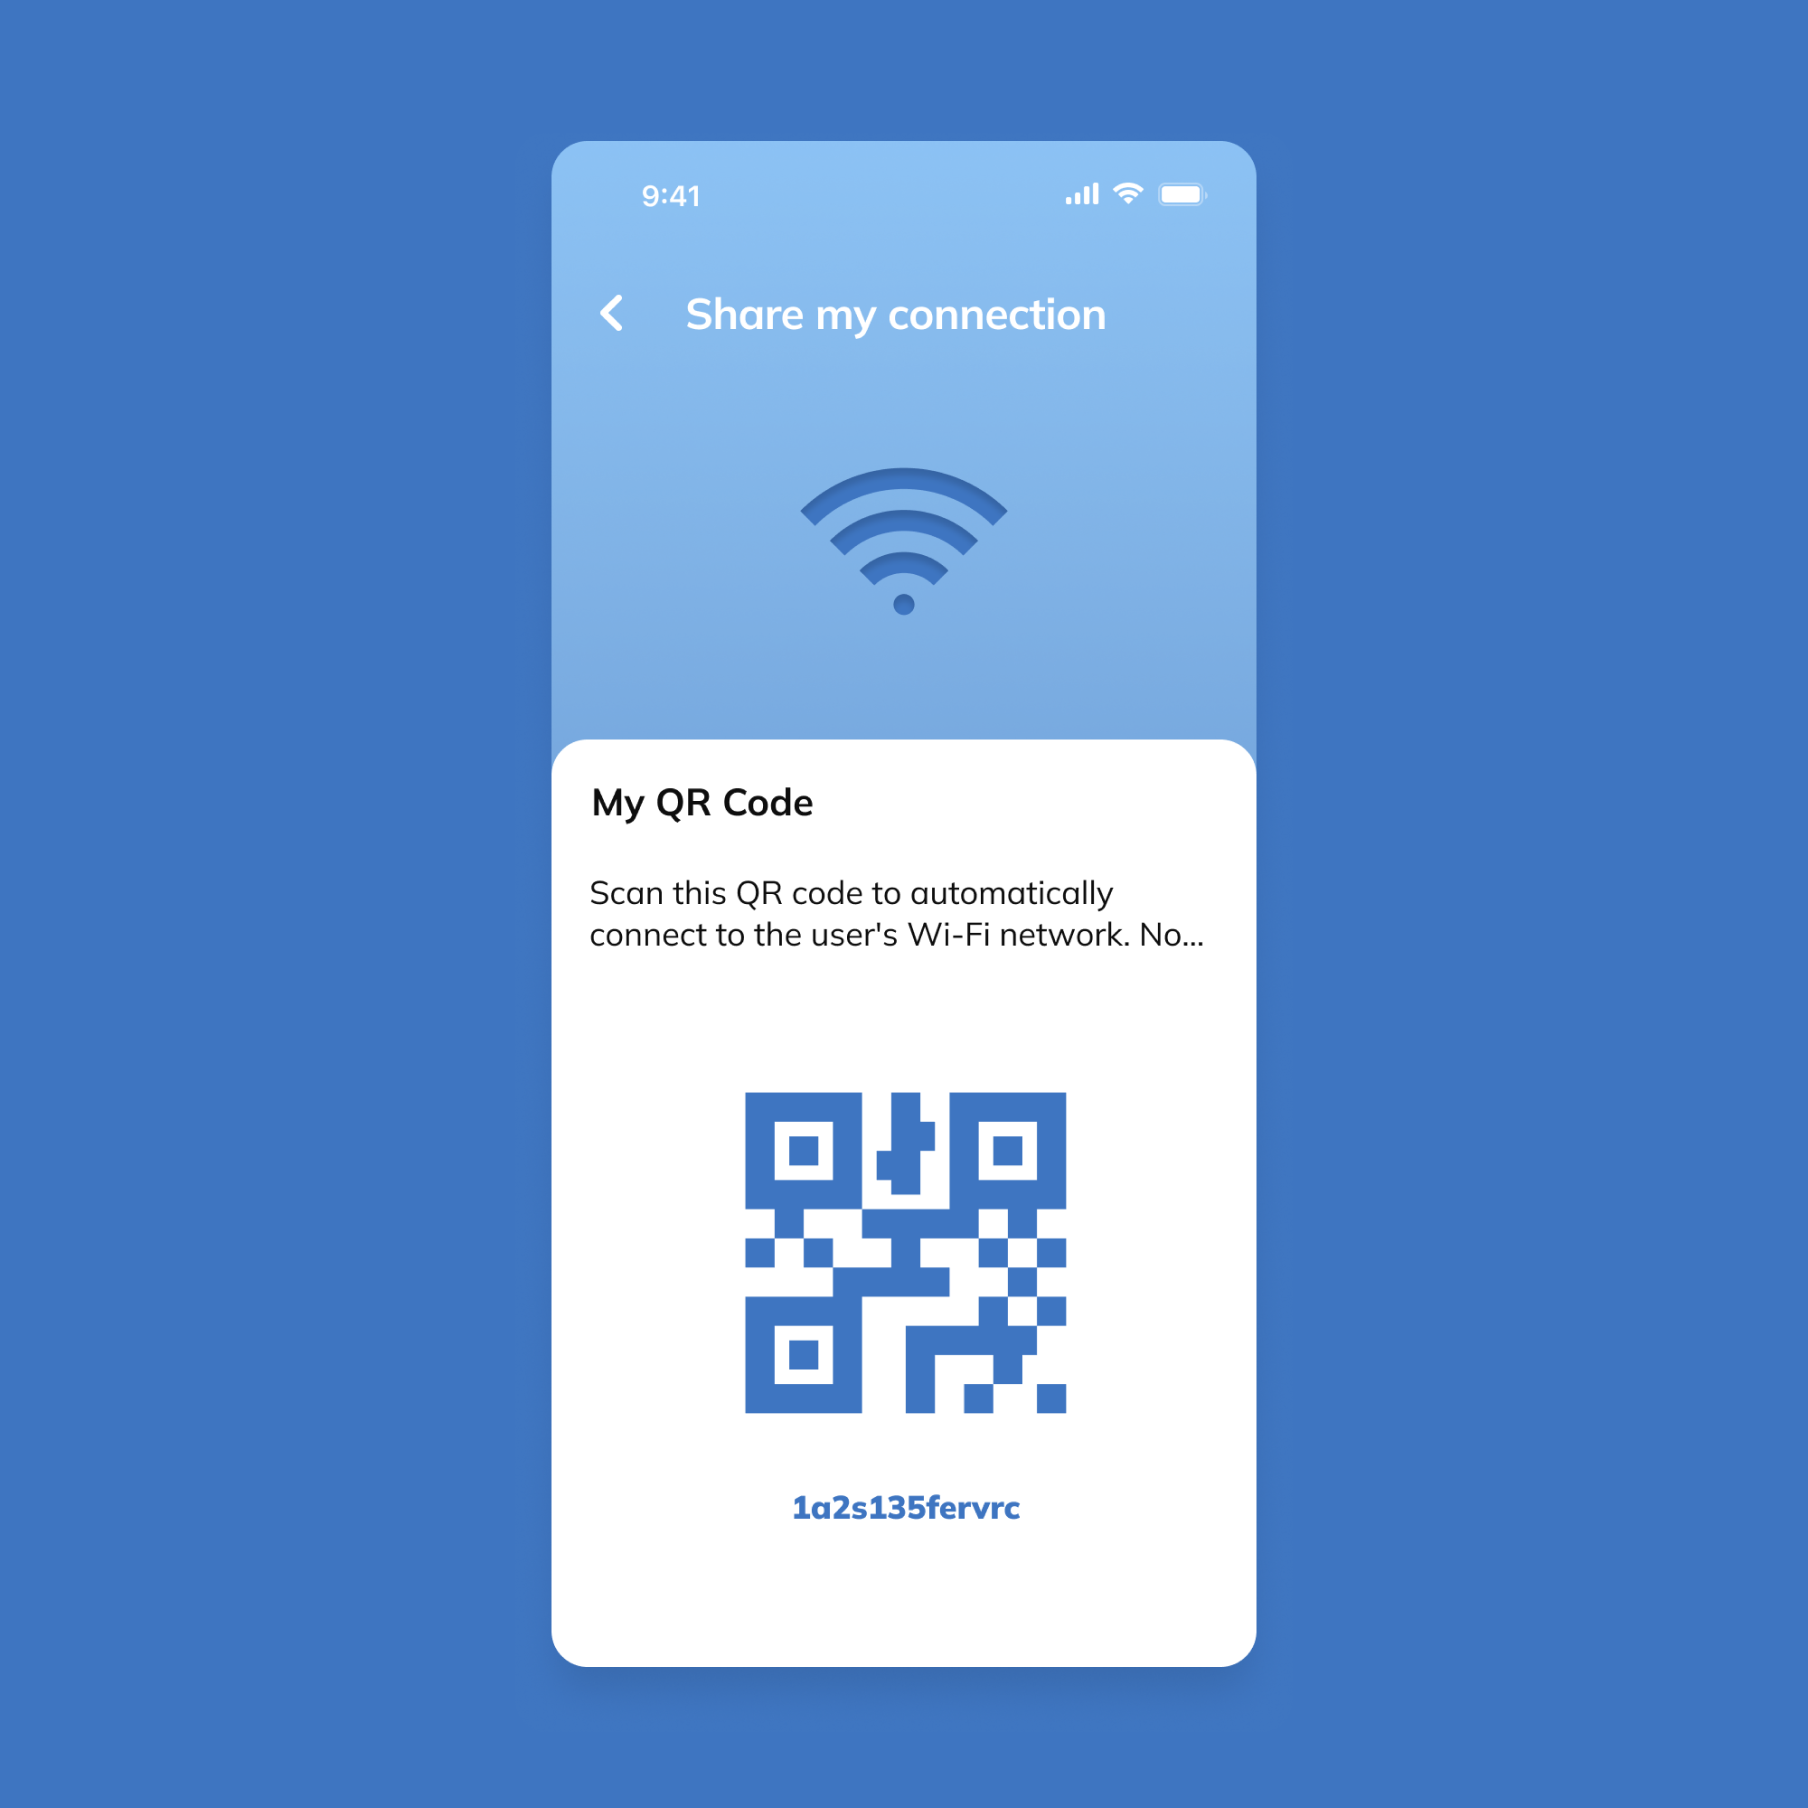 9:41
Share my connection
My QR Code
Scan this QR code to automatically
connect to the user's Wi-Fi network. No...
1a2s135fervrc